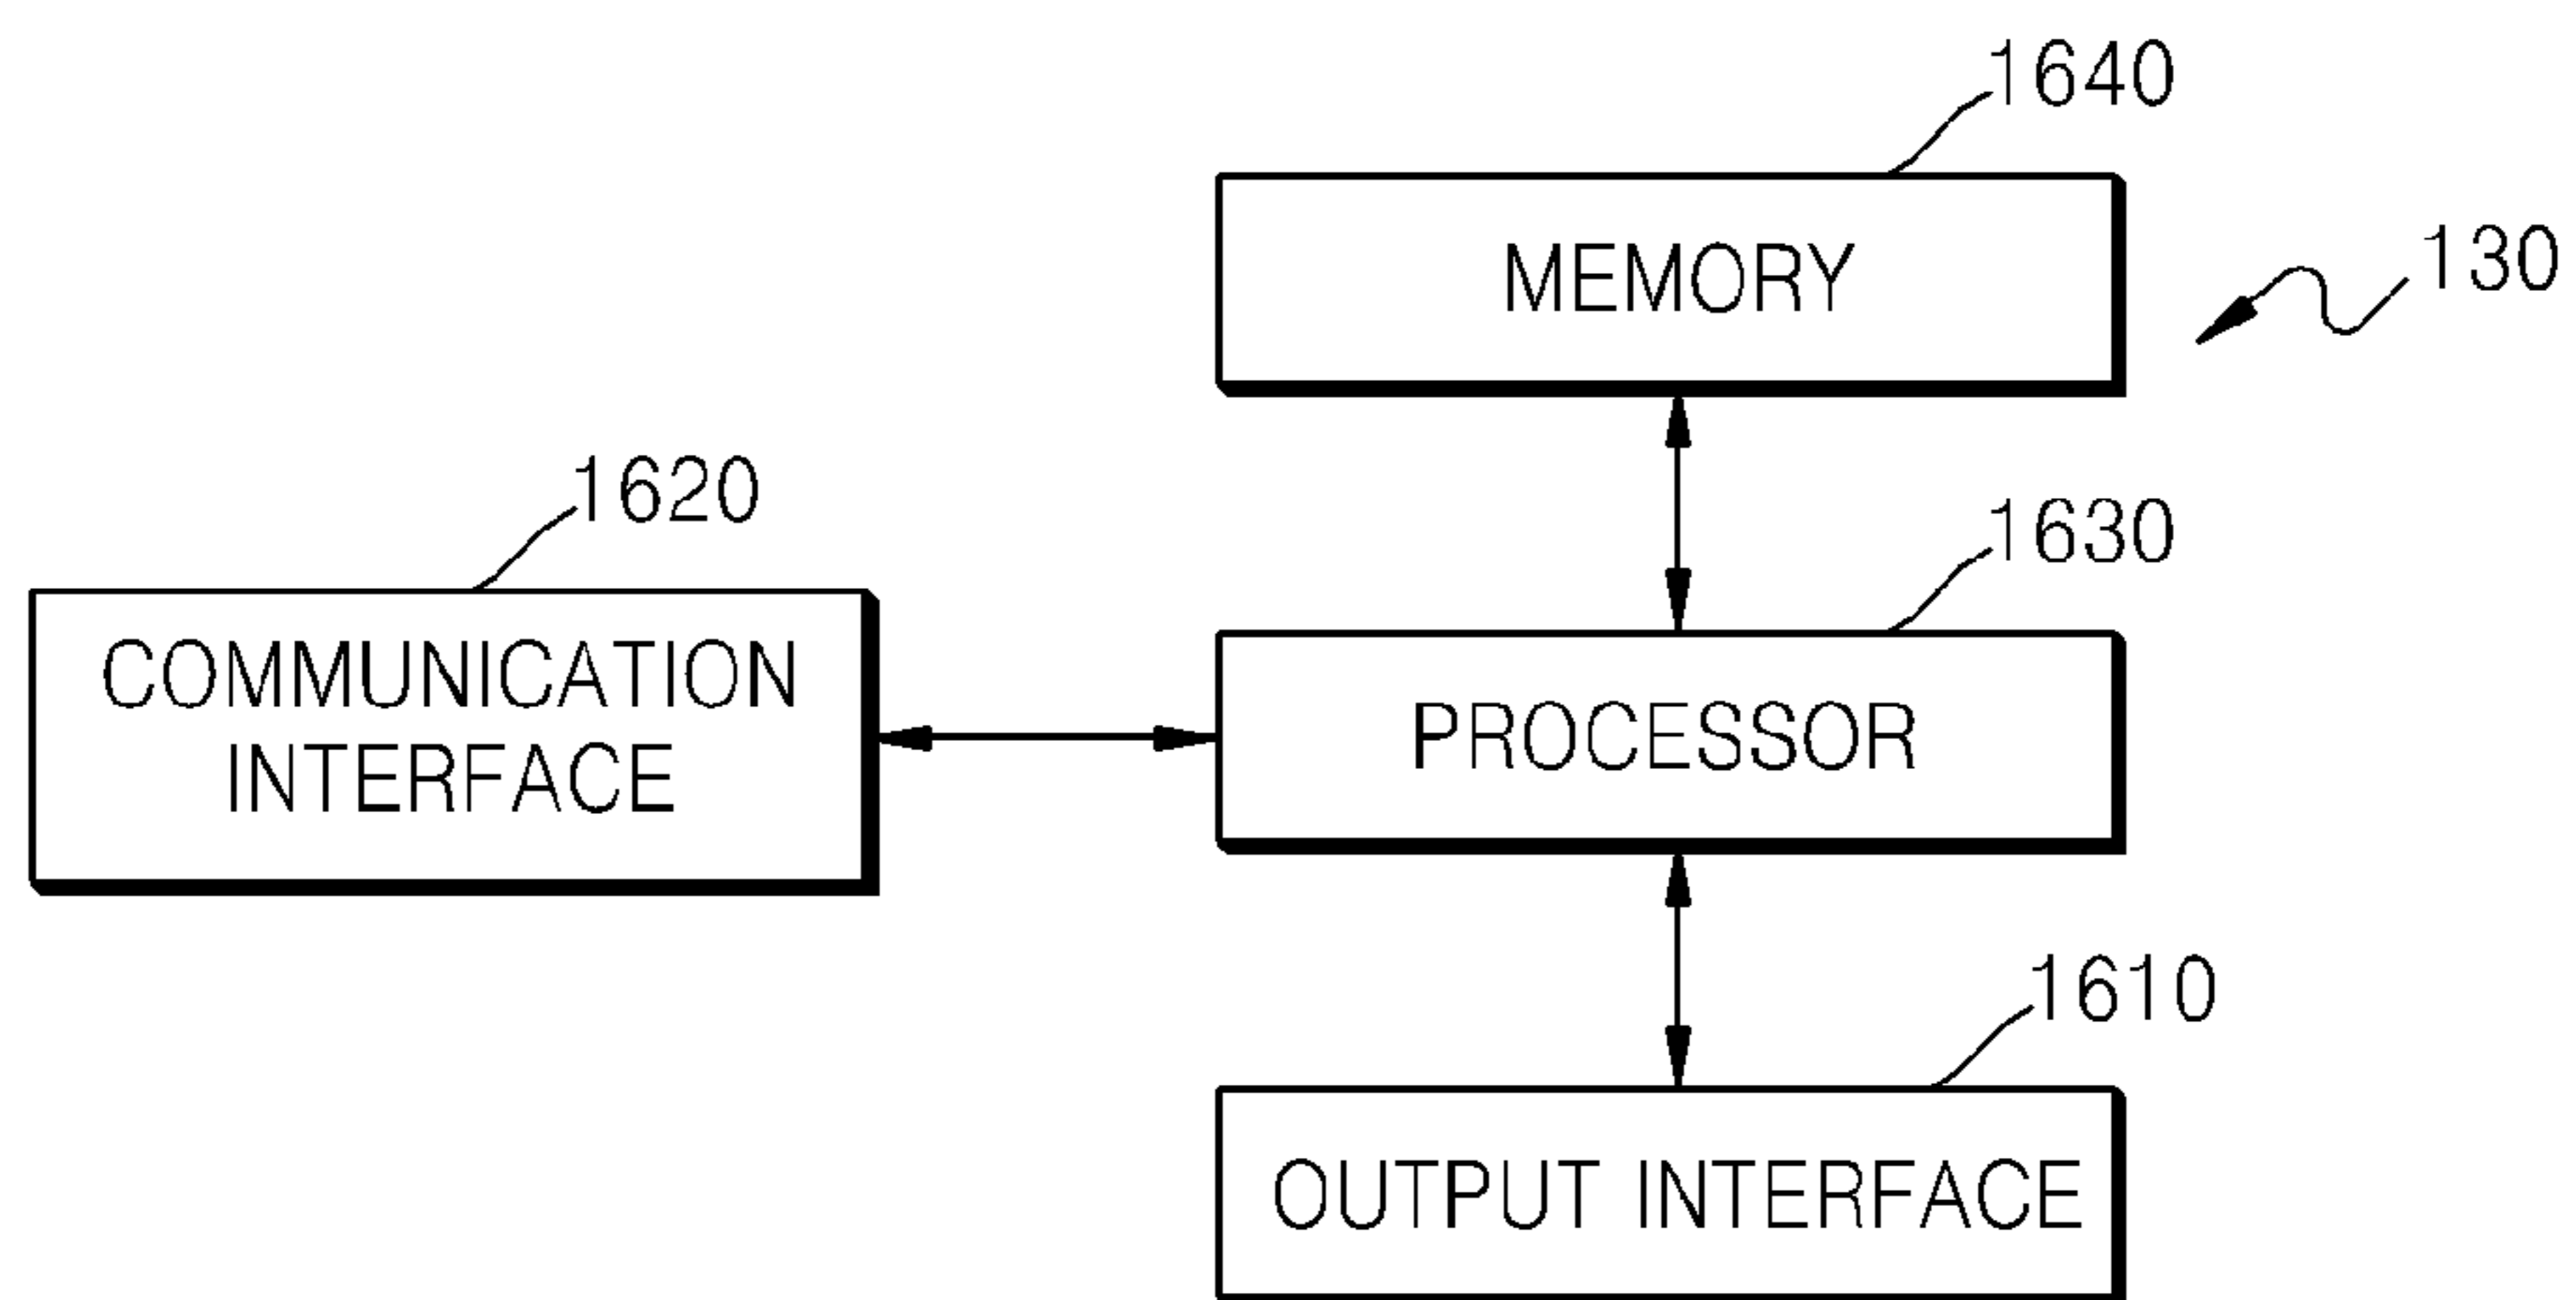 1640
MEMORY
130
1620
1630
COMMUNICATION
INTERFACE
PROCESSOR
1610
OUTPUT INTERFACE